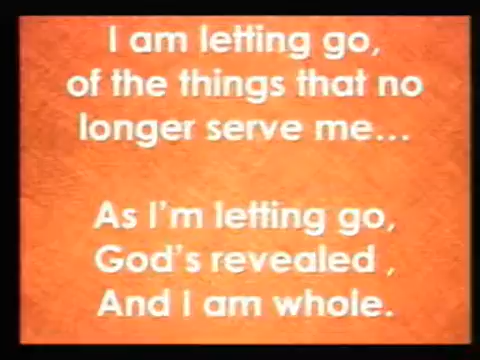 I am letting go,
of the things that no
longer serve me...
As I'm letting go,
God's revealed ,
And I am whole.